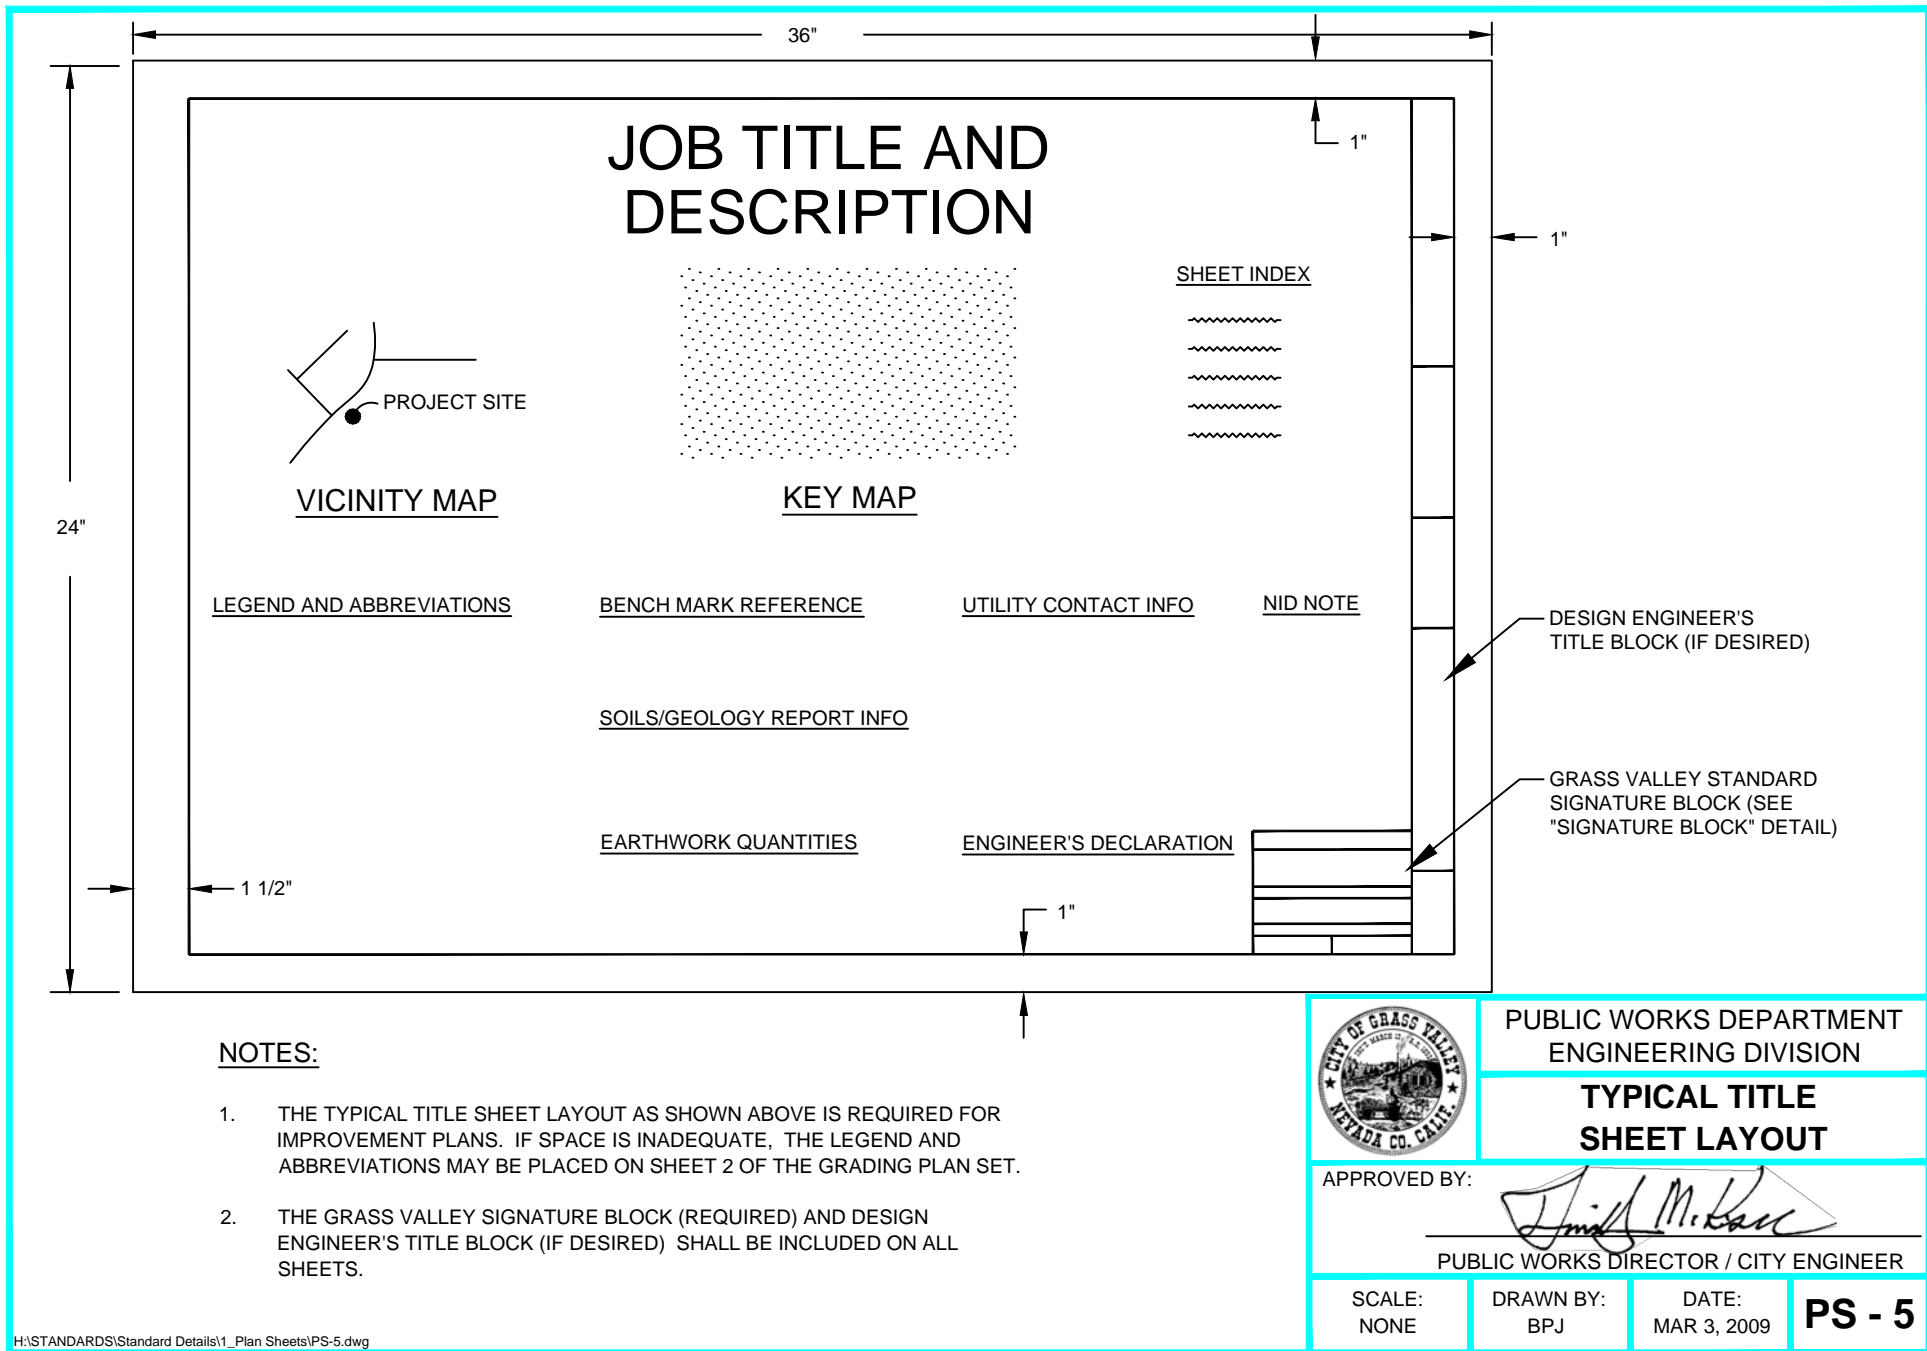 36"
1"
JOB TITLE AND
DESCRIPTION
1"
SHEET INDEX
PROJECT SITE
VICINITY MAP
KEY MAP
24"
LEGEND AND ABBREVIATIONS
BENCH MARK REFERENCE
UTILITY CONTACT INFO
NID NOTE
DESIGN ENGINEER'S
TITLE BLOCK (IF DESIRED)
SOILS/GEOLOGY REPORT INFO
GRASS VALLEY STANDARD
SIGNATURE BLOCK (SEE
"SIGNATURE BLOCK" DETAIL)
EARTHWORK QUANTITIES
ENGINEER'S DECLARATION
1 1/2"
1"
NOTES:
1. THE TYPICAL TITLE SHEET LAYOUT AS SHOWN ABOVE IS REQUIRED FOR
IMPROVEMENT PLANS. IF SPACE IS INADEQUATE, THE LEGEND AND
ABBREVIATIONS MAY BE PLACED ON SHEET 2 OF THE GRADING PLAN SET.
2. THE GRASS VALLEY SIGNATURE BLOCK (REQUIRED) AND DESIGN
ENGINEER'S TITLE BLOCK (IF DESIRED) SHALL BE INCLUDED ON ALL
SHEETS.
CITY OF GRASS VALLEY
NEVADA CO. CALIF.
PUBLIC WORKS DEPARTMENT
ENGINEERING DIVISION
TYPICAL TITLE
SHEET LAYOUT
APPROVED BY:
PUBLIC WORKS DIRECTOR / CITY ENGINEER
SCALE:
NONE
DRAWN BY:
BPJ
DATE:
MAR 3, 2009
PS - 5
H:\STANDARDS\Standard Details\1_Plan Sheets\PS-5.dwg